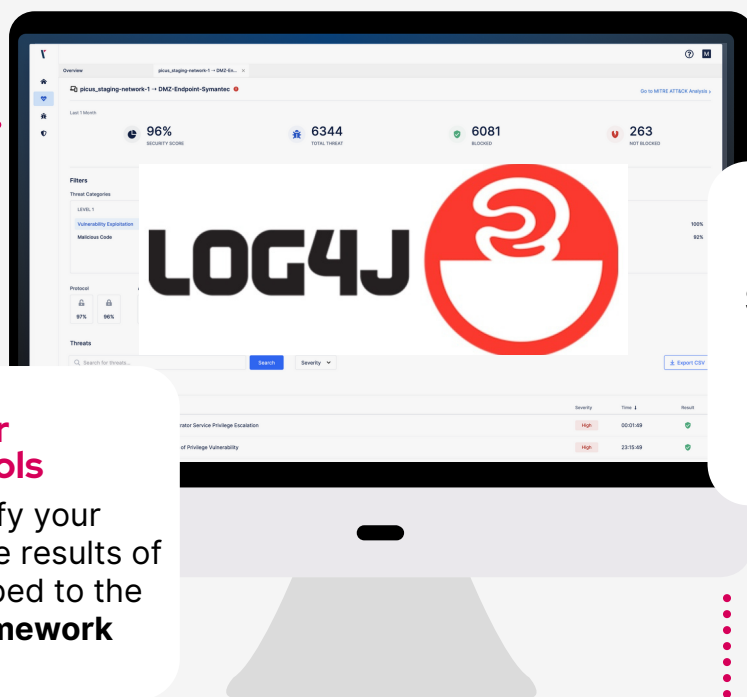 Overview picus_staging-network-1 → DMZ-En... ×
picus_staging-network-1 → DMZ-Endpoint-Symantec
Go to MITRE ATT&CK Analysis
Last 1 Month
96%
SECURITY SCORE
6344
TOTAL THREAT
6081
BLOCKED
263
NOT BLOCKED
M
Filters
Threat Categories
LEVEL 1
Vulnerability Exploitation
100%
Malicious Code
92%
LOG4J
Protocol
97% 96%
Threats
Search for threats...
Search
Severity
Export CSV
Severity Time Result
rator Service Privilege Escalation High 00:01:49
of Privilege Vulnerability High 23:15:49
r
ols
fy your
e results of
ped to the
mework